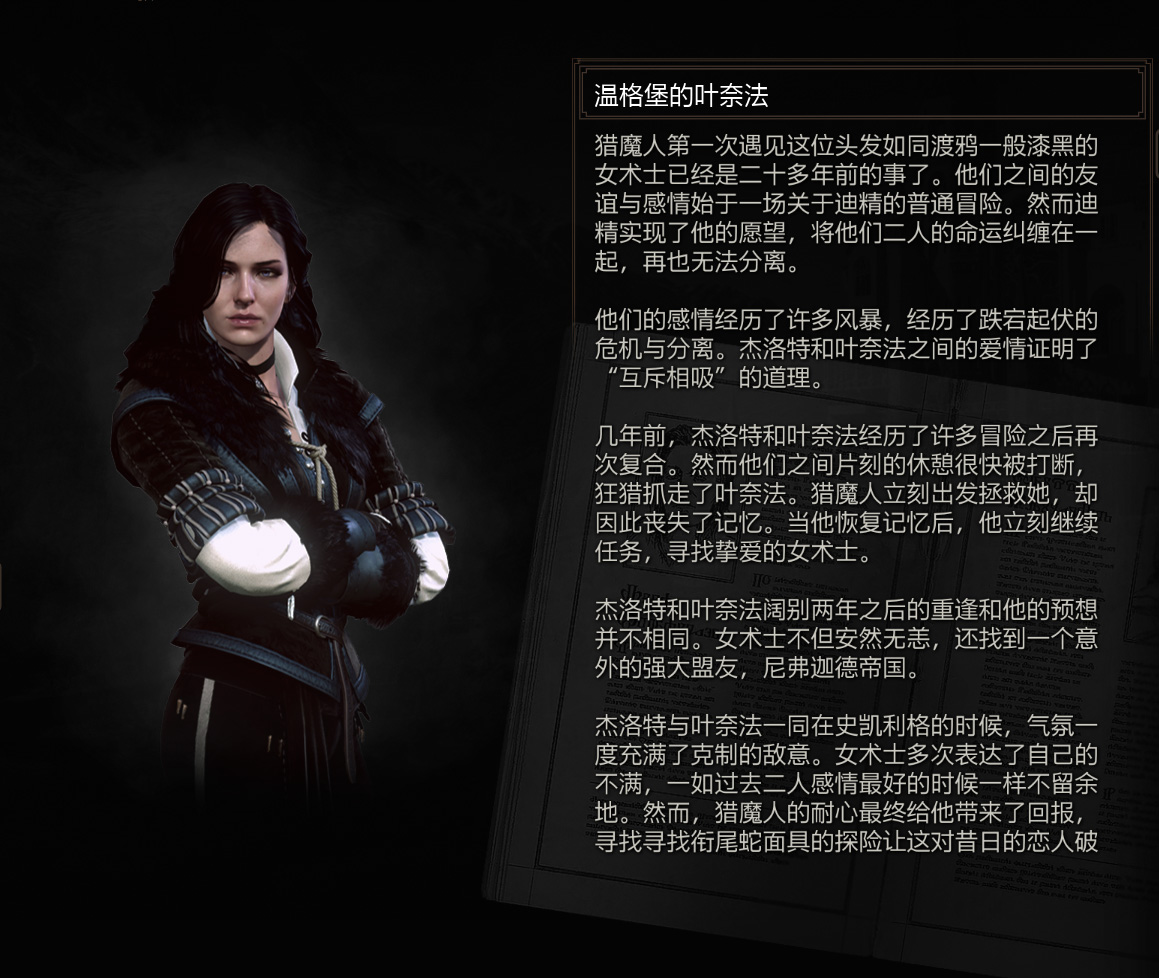 温格堡的叶奈法
猎魔人第一次遇见这位头发如同渡鸦一般漆黑的
女术士已经是二十多年前的事了。他们之间的友
谊与感情始于一场关于迪精的普通冒险。然而迪
精实现了他的愿望，将他们二人的命运纠缠在一
起，再也无法分离。
他们的感情经历了许多风暴，经历了跌宕起伏的
危机与分离。杰洛特和叶奈法之间的爱情证明了
“互斥相吸”的道理。
几年前，杰洛特和叶奈法经历了许多冒险之后再
次复合。然而他们之间片刻的休憩很快被打断，
狂猎抓走了叶奈法。猎魔人立刻出发拯救她，却
因此丧失了记忆。当他恢复记忆后，他立刻继续
任务，寻找挚爱的女术士。
杰洛特和叶奈法阔别两年之后的重逢和他的预想
并不相同。女术士不但安然无恙，还找到一个意
外的强大盟友，尼弗迦德帝国。
杰洛特与叶奈法一同在史凯利格的时候，气氛一
度充满了克制的敌意。女术士多次表达了自己的
不满，一如过去二人感情最好的时候一样不留余
地。然而，猎魔人的耐心最终给他带来了回报，
寻找寻找衔尾蛇面具的探险让这对昔日的恋人破